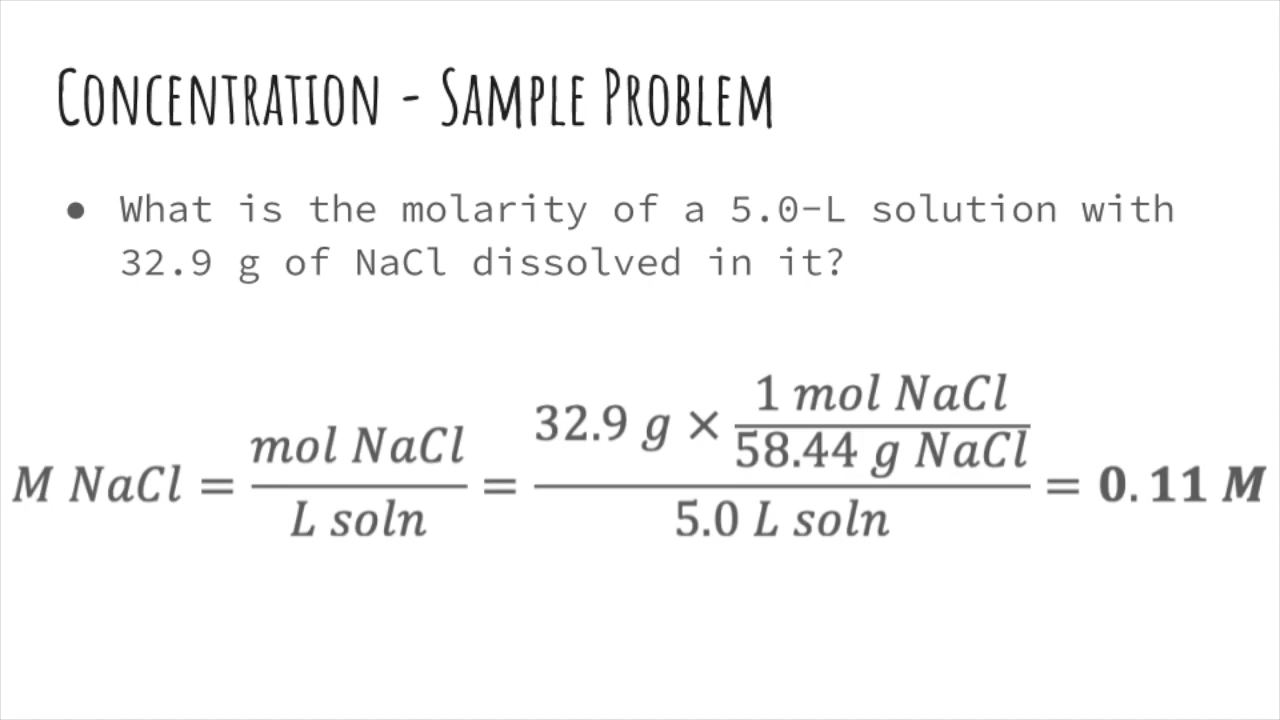 Concentration - Sample Problem
● What is the molarity of a 5.0-L solution with
32.9 g of NaCl dissolved in it?
M NaCl = mol NaCl / L soln = 32.9 g × 1 mol NaCl / 58.44 g NaCl / 5.0 L soln = 0.11 M